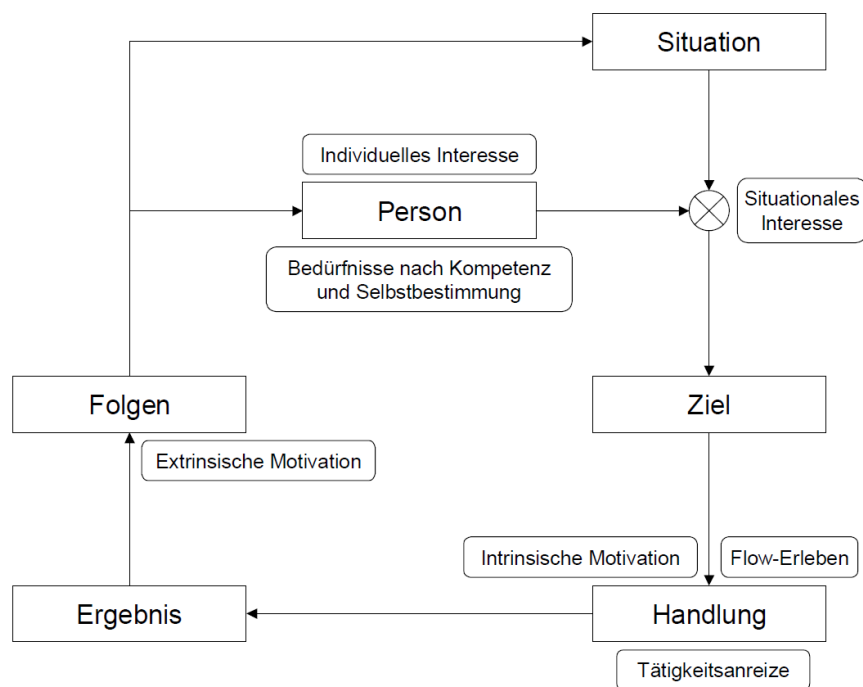 Situation
Individuelles Interesse
Person
Situationales
Interesse
Bedürfnisse nach Kompetenz
und Selbstbestimmung
Folgen
Ziel
Extrinsische Motivation
Intrinsische Motivation
Flow-Erleben
Ergebnis
Handlung
Tätigkeitsanreize